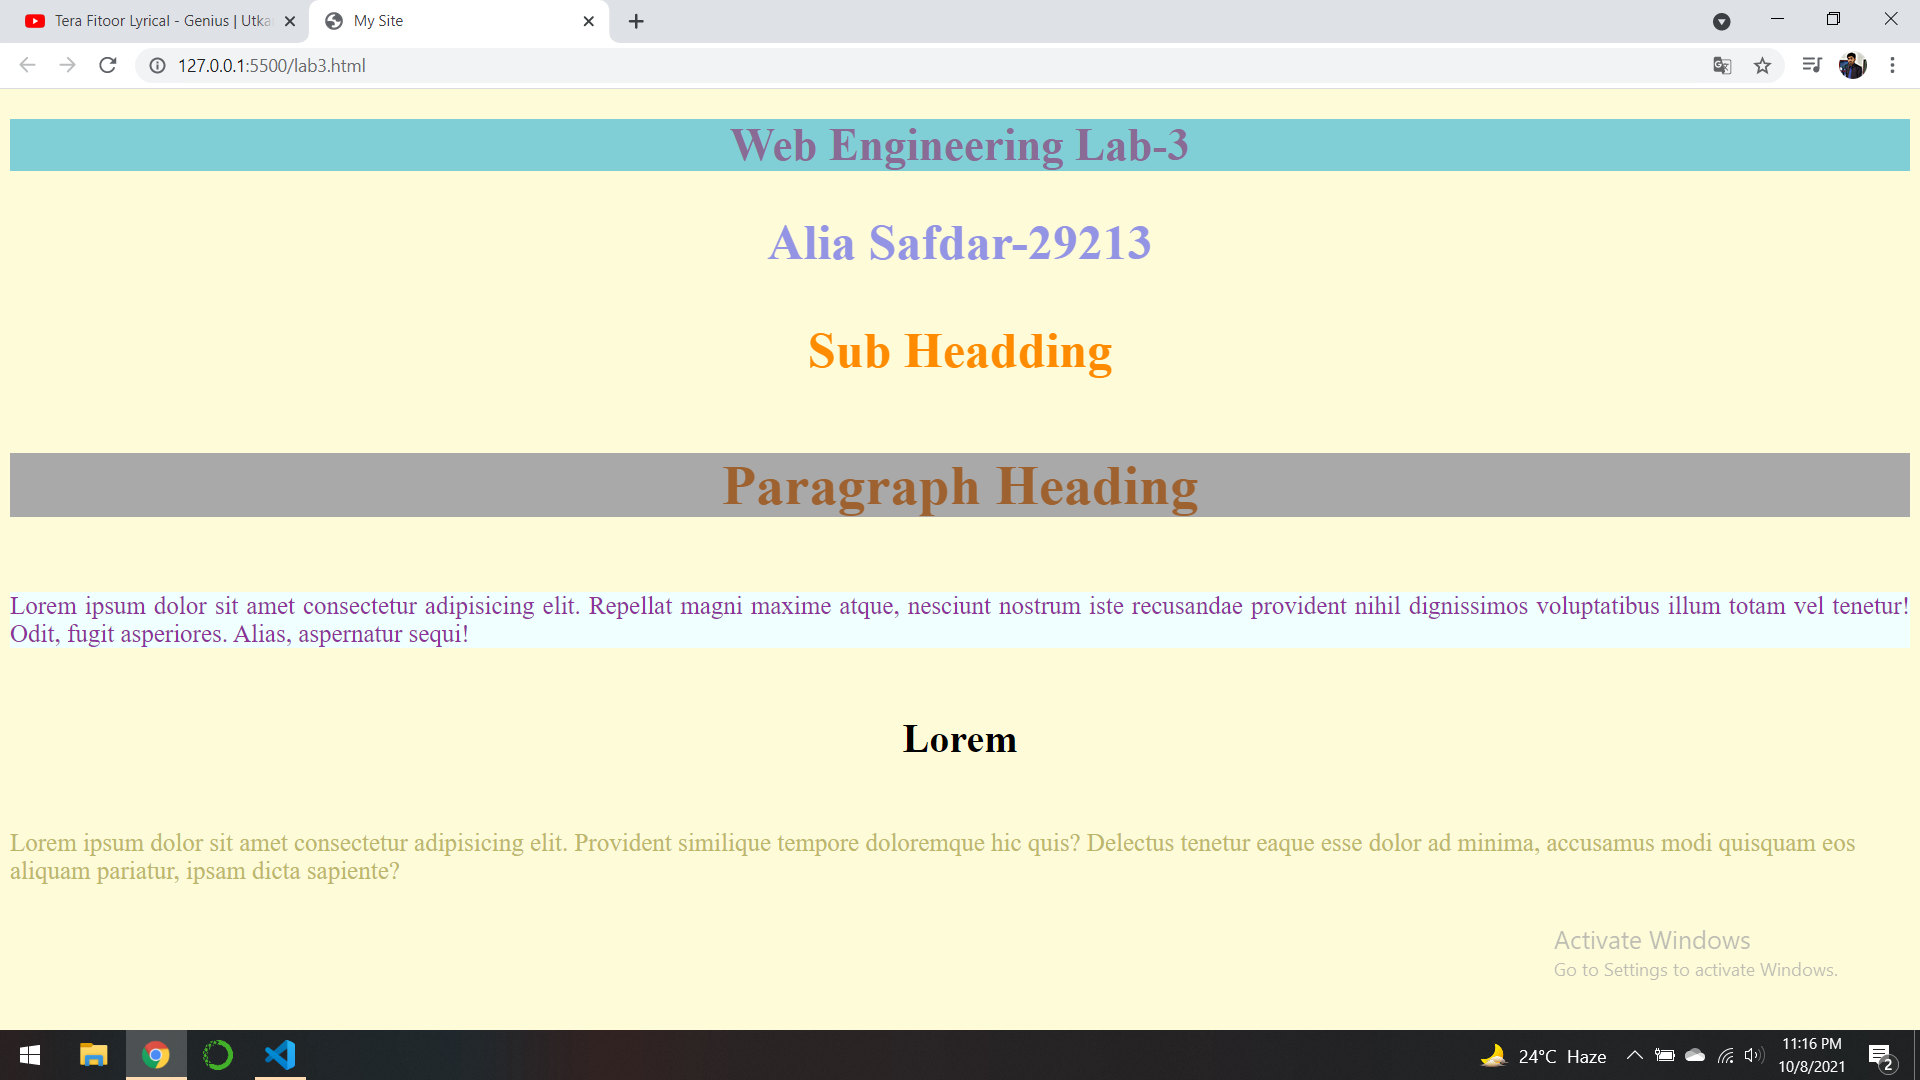 Tera Fitoor Lyrical - Genius | Utka
My Site
127.0.0.1:5500/lab3.html
Web Engineering Lab-3
Alia Safdar-29213
Sub Headding
Paragraph Heading
Lorem ipsum dolor sit amet consectetur adipisicing elit. Repellat magni maxime atque, nesciunt nostrum iste recusandae provident nihil dignissimos voluptatibus illum totam vel tenetur!
Odit, fugit asperiores. Alias, aspernatur sequi!
Lorem
Lorem ipsum dolor sit amet consectetur adipisicing elit. Provident similique tempore doloremque hic quis? Delectus tenetur eaque esse dolor ad minima, accusamus modi quisquam eos
aliquam pariatur, ipsam dicta sapiente?
Activate Windows
Go to Settings to activate Windows.
24°C Haze
11:16 PM
10/8/2021
2